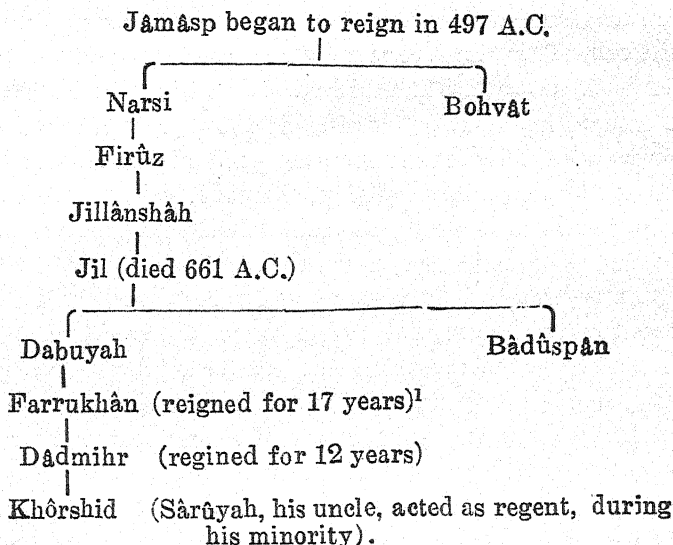 Jâmâsp began to reign in 497 A.C.
Narsi Bohvât
Firûz
Jillânshâh
Jil (died 661 A.C.)
Dabuyah Bàdûspân
Farrukhân (reigned for 17 years)¹
Dâdmihr (regined for 12 years)
Khôrshid (Sârûyah, his uncle, acted as regent, during
his minority).